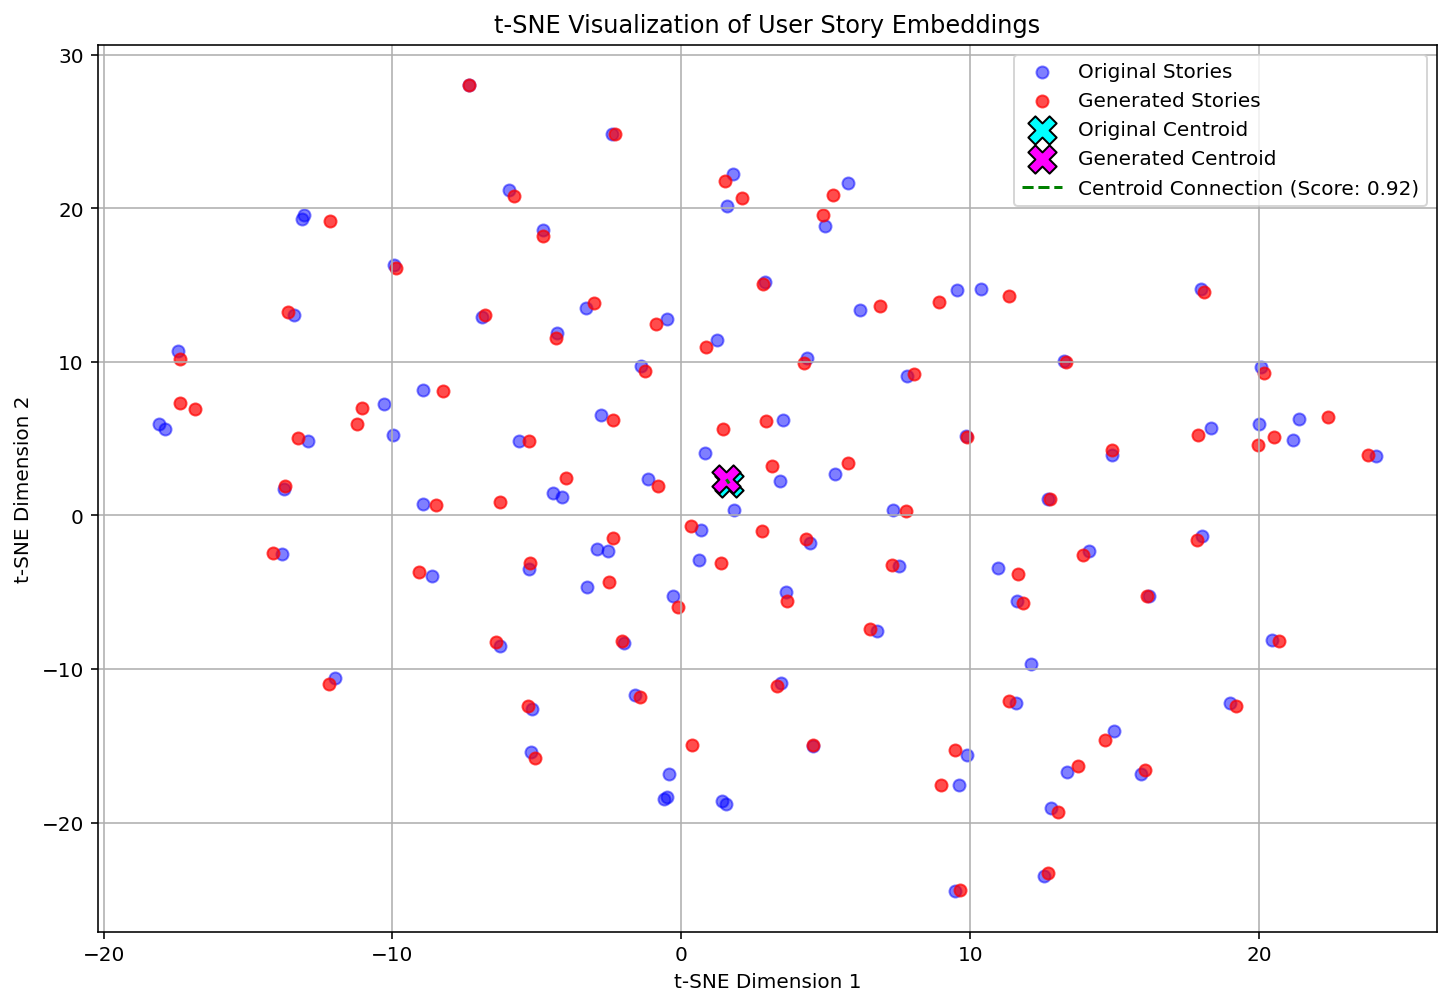 t-SNE Visualization of User Story Embeddings
Original Stories
Generated Stories
Original Centroid
Generated Centroid
Centroid Connection (Score: 0.92)
t-SNE Dimension 2
30
20
10
0
−10
−20
−20
−10
0
10
20
t-SNE Dimension 1